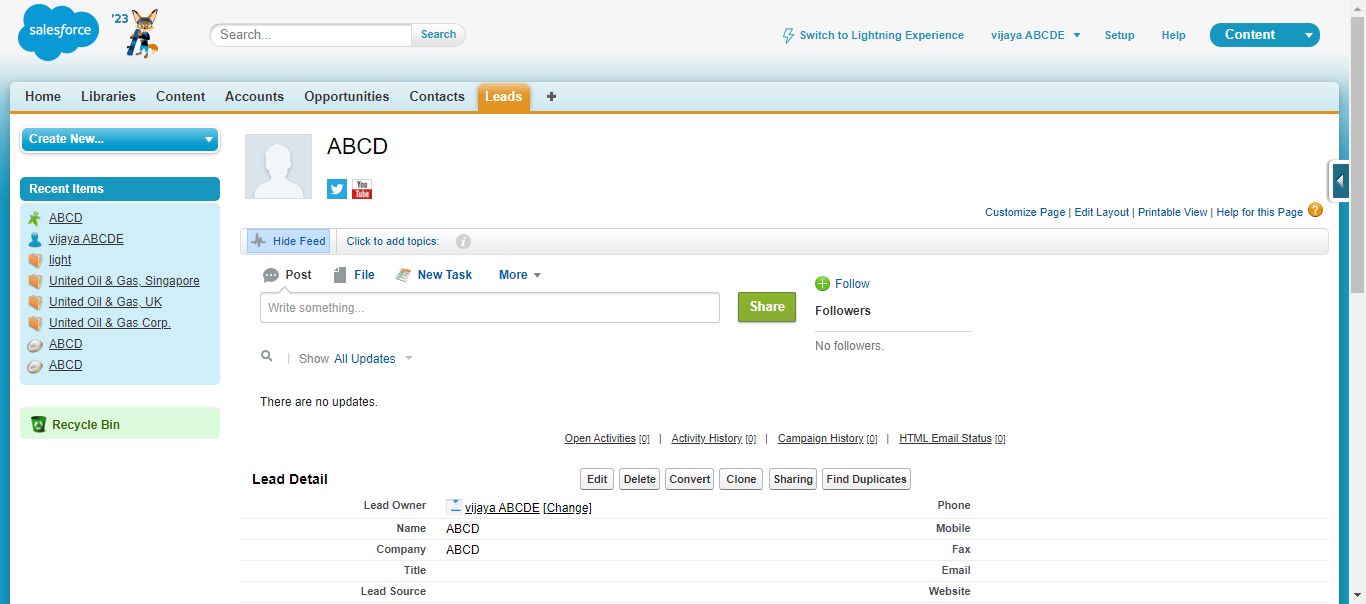 salesforce '23
Search... Search
Switch to Lightning Experience vijaya ABCDE Setup Help Content
Home Libraries Content Accounts Opportunities Contacts Leads +
Create New...
Recent Items
ABCD
vijaya ABCDE
light
United Oil & Gas, Singapore
United Oil & Gas, UK
United Oil & Gas Corp.
ABCD
ABCD
Recycle Bin
ABCD
You Tube
Customize Page | Edit Layout | Printable View | Help for this Page ?
Hide Feed Click to add topics: i
Post File New Task More
Write something... Share
Follow
Followers
No followers.
Show All Updates
There are no updates.
Open Activities [0] | Activity History [0] | Campaign History [0] | HTML Email Status [0]
Lead Detail Edit Delete Convert Clone Sharing Find Duplicates
Lead Owner vijaya ABCDE [Change] Phone
Name ABCD Mobile
Company ABCD Fax
Title Email
Lead Source Website